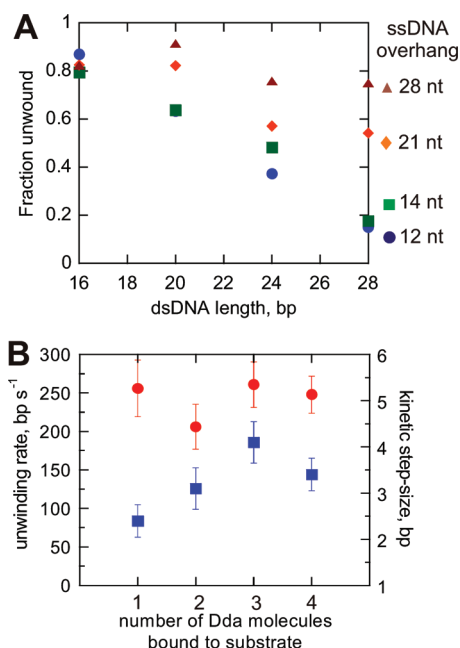 A
ssDNA
overhang
1
0.8
0.6
0.4
0.2
0
Fraction unwound
28 nt
21 nt
14 nt
12 nt
16 18 20 22 24 26 28
dsDNA length, bp
B
300
250
200
150
100
50
0
unwinding rate, bp s-1
6
5
4
3
2
1
kinetic step-size, bp
1 2 3 4
number of Dda molecules
bound to substrate